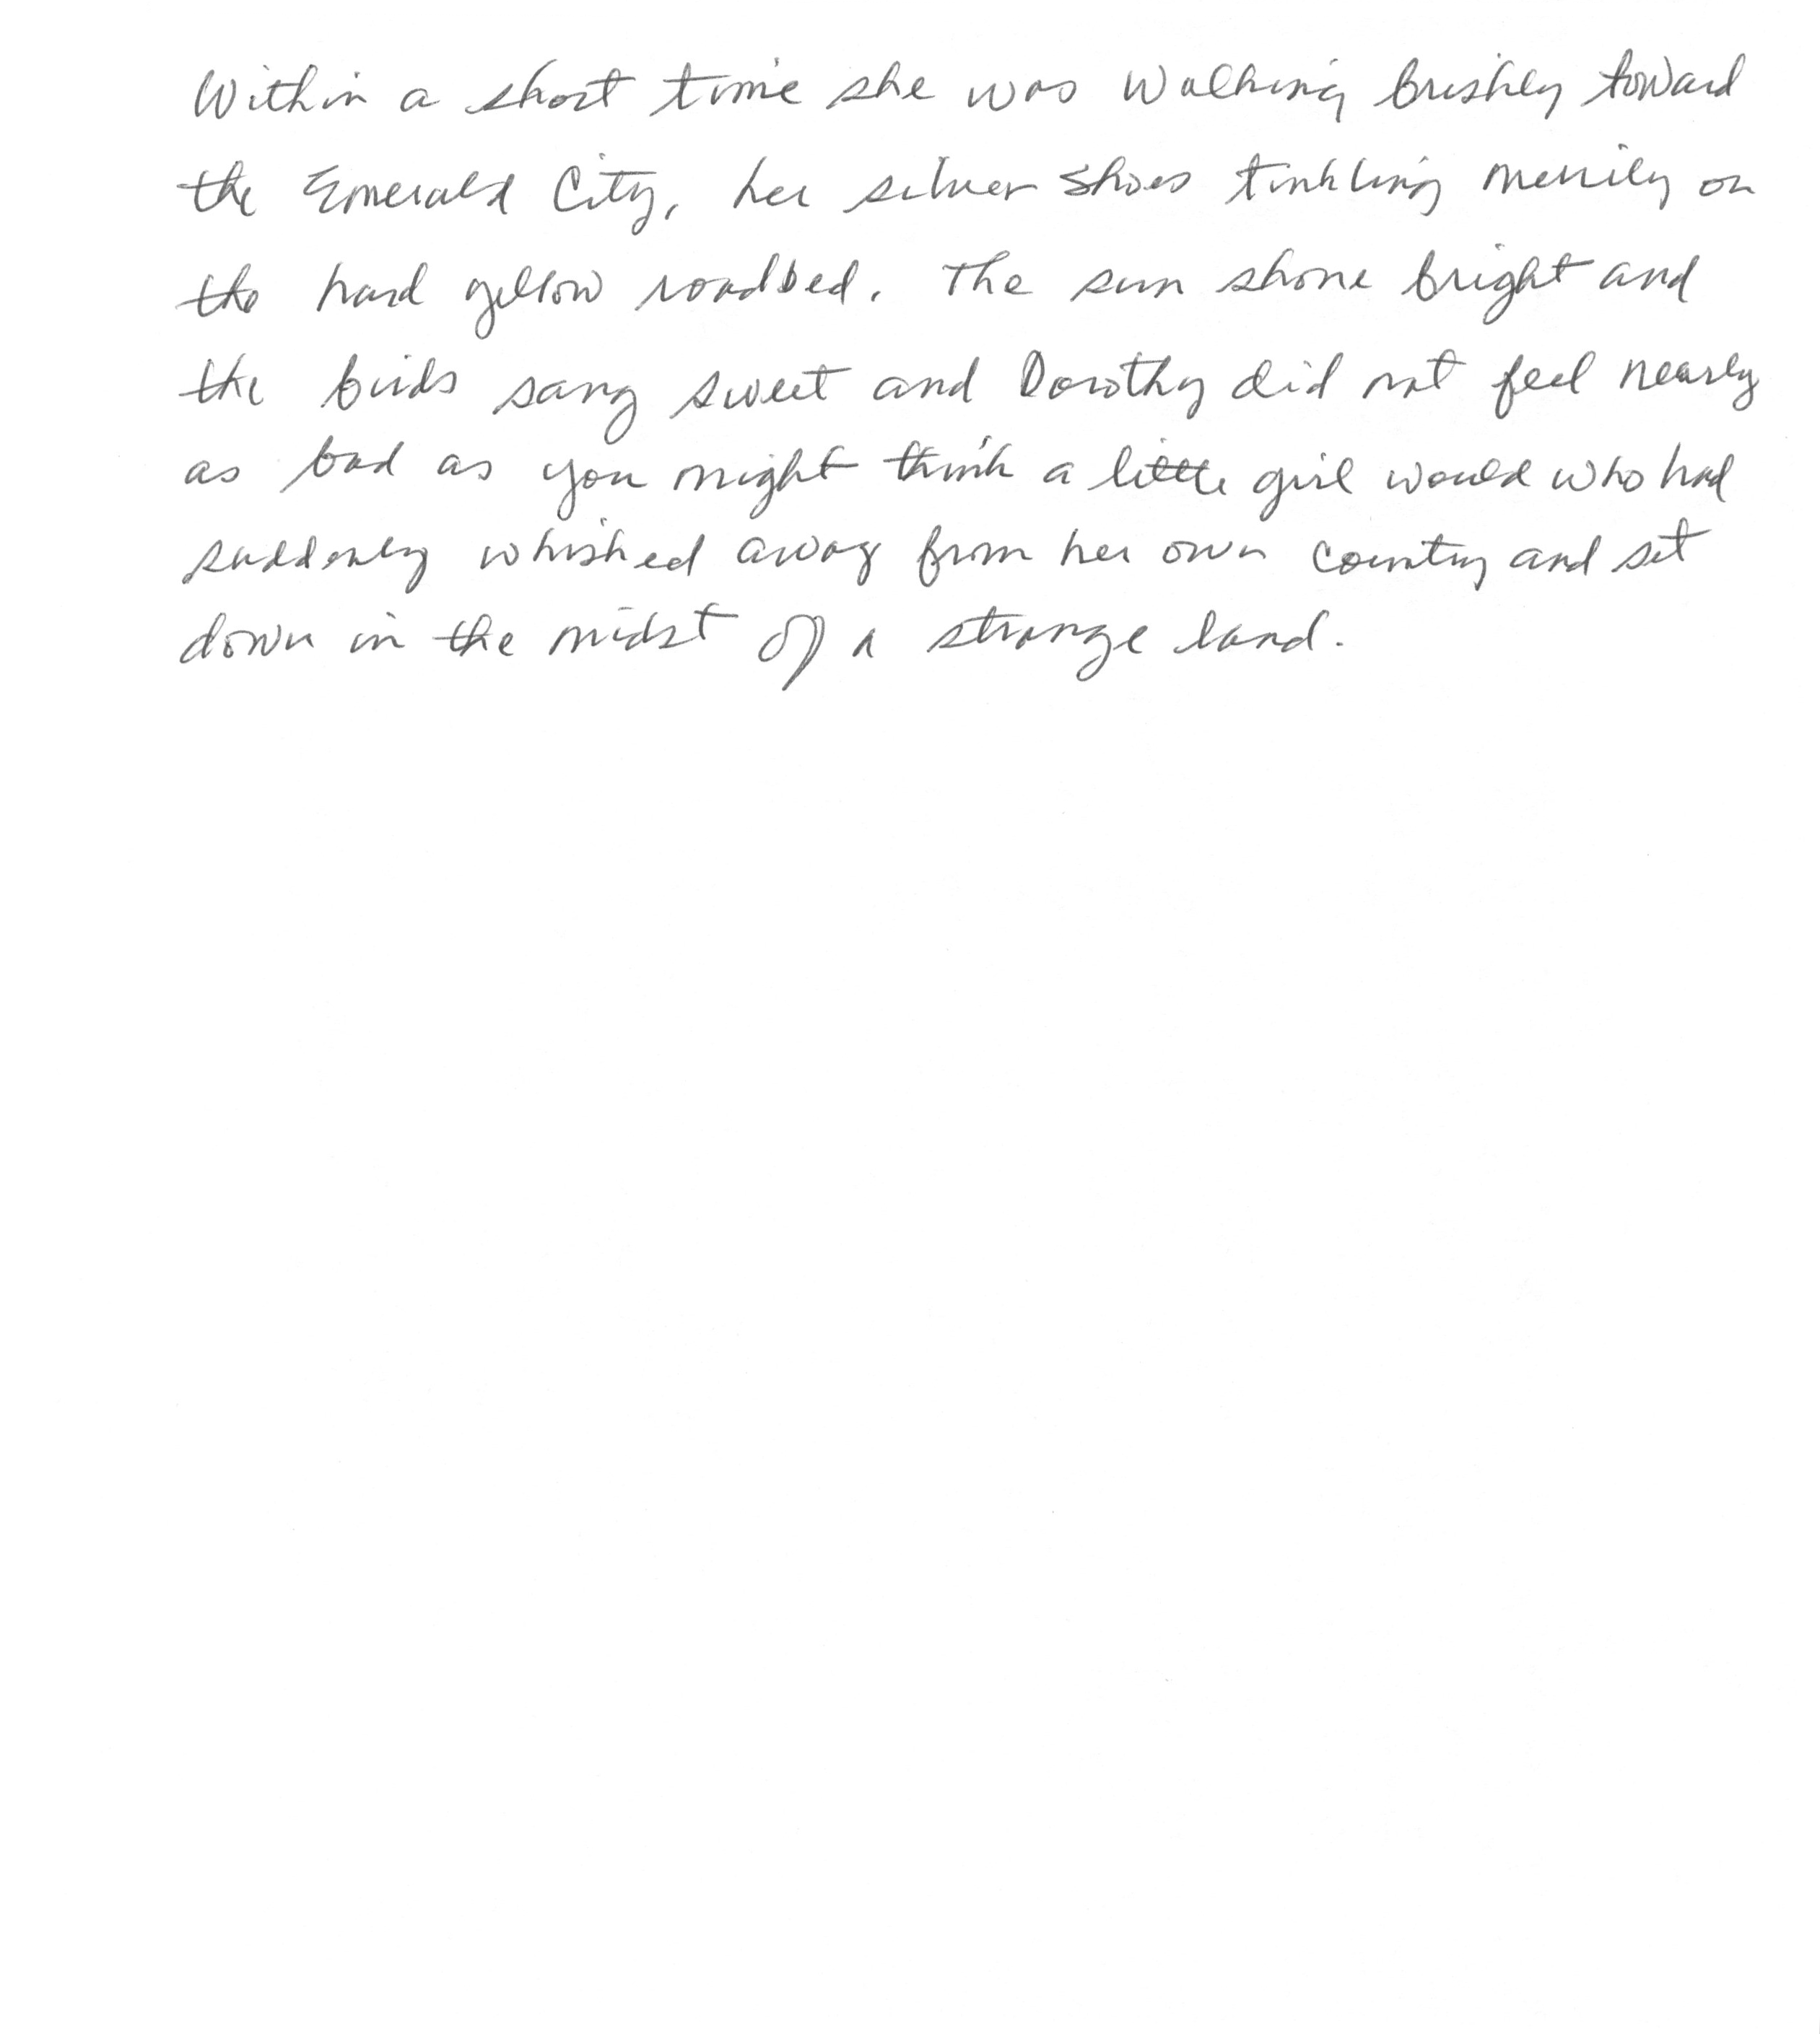 Within a short time she was walking briskly toward
the Emerald City, her silver shoes tinkling merrily on
the hard yellow roadbed. The sun shone bright and
the birds sang sweet and Dorothy did not feel nearly
as bad as you might think a little girl would who had
suddenly whished away from her own country and set
down in the midst of a strange land.